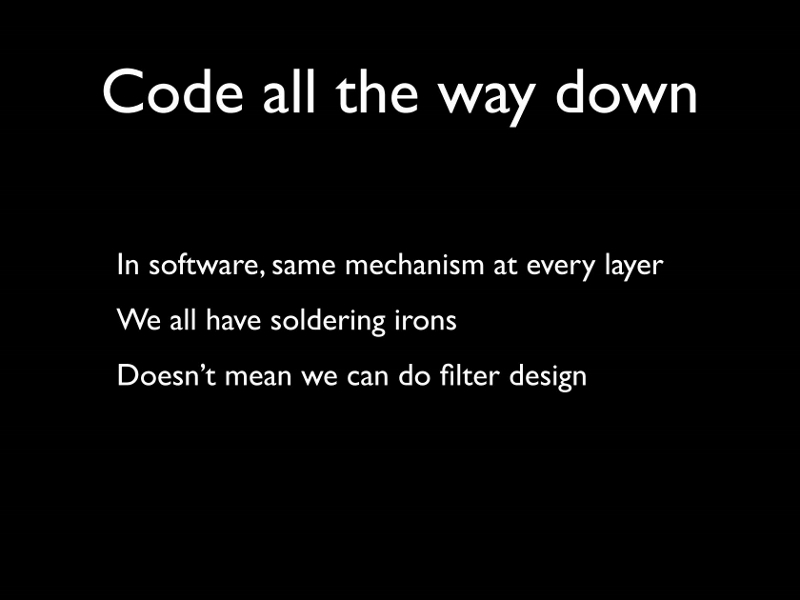 Code all the way down
In software, same mechanism at every layer
We all have soldering irons
Doesn’t mean we can do filter design